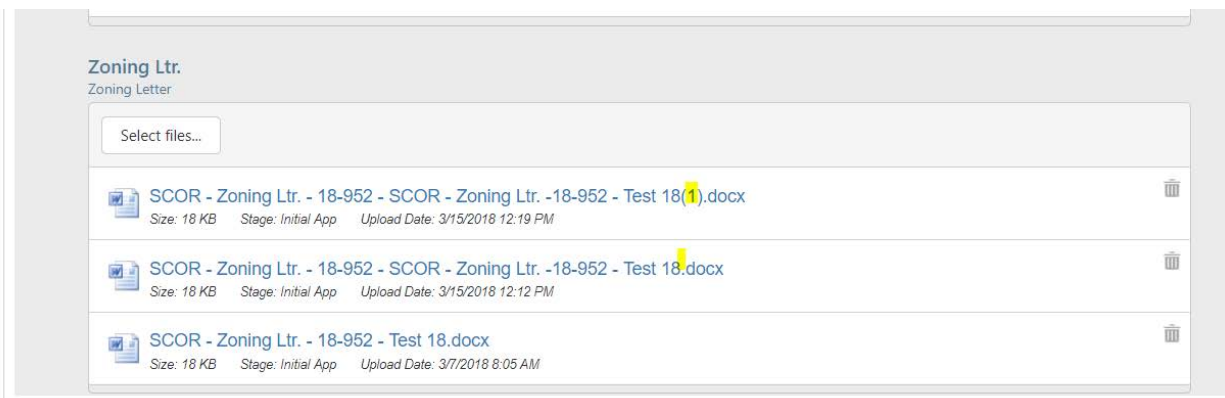 Zoning Ltr.
Zoning Letter
Select files...
SCOR - Zoning Ltr. - 18-952 - SCOR - Zoning Ltr. -18-952 - Test 18(1).docx
Size: 18 KB Stage: Initial App Upload Date: 3/15/2018 12:19 PM
SCOR - Zoning Ltr. - 18-952 - SCOR - Zoning Ltr. -18-952 - Test 18.docx
Size: 18 KB Stage: Initial App Upload Date: 3/15/2018 12:12 PM
SCOR - Zoning Ltr. - 18-952 - Test 18.docx
Size: 18 KB Stage: Initial App Upload Date: 3/7/2018 8:05 AM